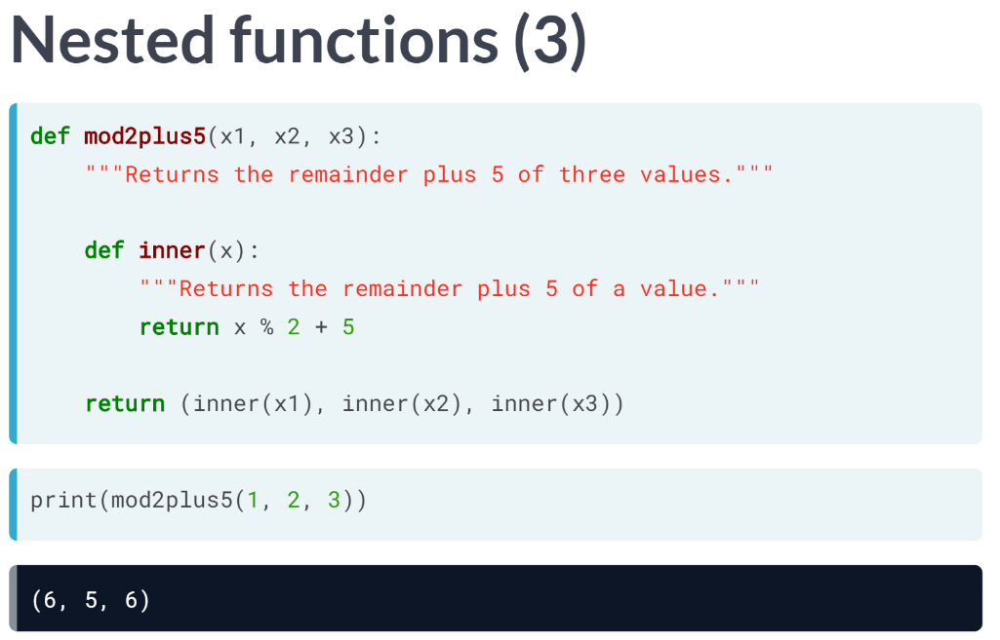 Nested functions (3)
def mod2plus5(x1, x2, x3):
    """Returns the remainder plus 5 of three values."""
    def inner(x):
        """Returns the remainder plus 5 of a value."""
        return x % 2 + 5
    return (inner(x1), inner(x2), inner(x3))
print(mod2plus5(1, 2, 3))
(6, 5, 6)